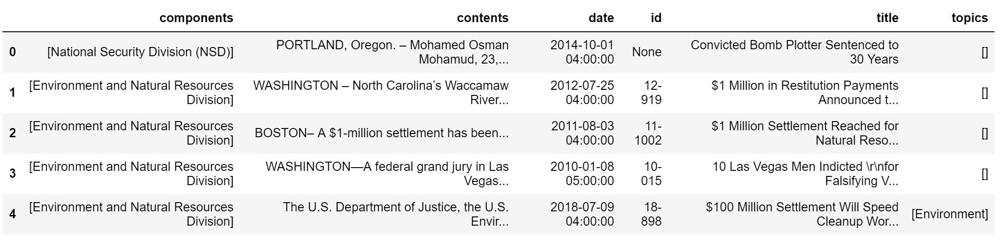 components contents date id title topics
0 [National Security Division (NSD)] PORTLAND, Oregon. – Mohamed Osman Mohamud, 23,... 2014-10-01 04:00:00 None Convicted Bomb Plotter Sentenced to 30 Years []
1 [Environment and Natural Resources Division] WASHINGTON – North Carolina’s Waccamaw River... 2012-07-25 04:00:00 12-919 $1 Million in Restitution Payments Announced t... []
2 [Environment and Natural Resources Division] BOSTON– A $1-million settlement has been... 2011-08-03 04:00:00 11-1002 $1 Million Settlement Reached for Natural Reso... []
3 [Environment and Natural Resources Division] WASHINGTON—A federal grand jury in Las Vegas... 2010-01-08 05:00:00 10-015 10 Las Vegas Men Indicted \r\nfor Falsifying V... []
4 [Environment and Natural Resources Division] The U.S. Department of Justice, the U.S. Envir... 2018-07-09 04:00:00 18-898 $100 Million Settlement Will Speed Cleanup Wor... [Environment]